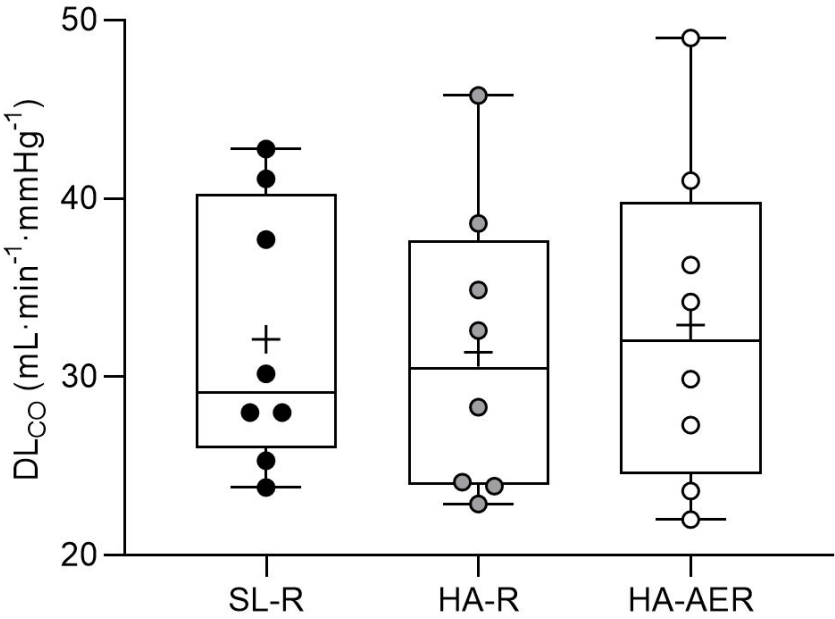 DLCO (mL·min-1·mmHg-1)
50
40
30
20
SL-R
HA-R
HA-AER